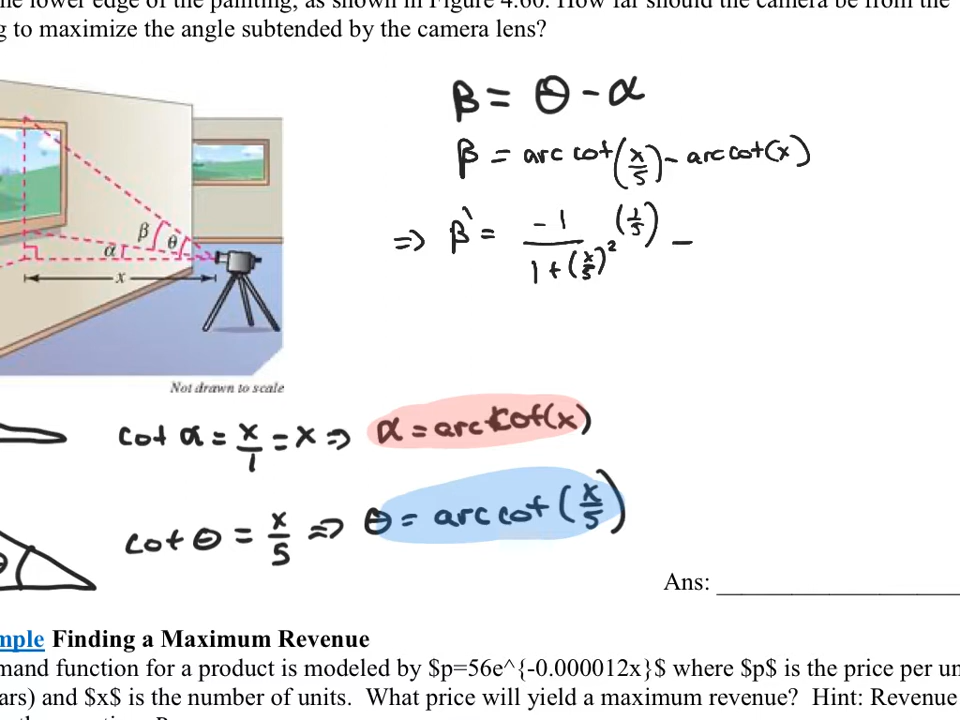 he lower edge of the painting, as shown in Figure 4.60. How far should the camera be from the
g to maximize the angle subtended by the camera lens?
β = θ - α
β = arc cot(x/5) - arc cot(x)
⇒ β' = -1/(1+(x/5)²) (1/5) -
β
θ
α
x
Not drawn to scale
cot α = x/1 = x ⇒ α = arc cot(x)
cot θ = x/5 ⇒ θ = arc cot (x/5)
θ
Ans:
mple Finding a Maximum Revenue
mand function for a product is modeled by $p=56e^{-0.000012x}$ where $p$ is the price per un
ars) and $x$ is the number of units. What price will yield a maximum revenue? Hint: Revenue